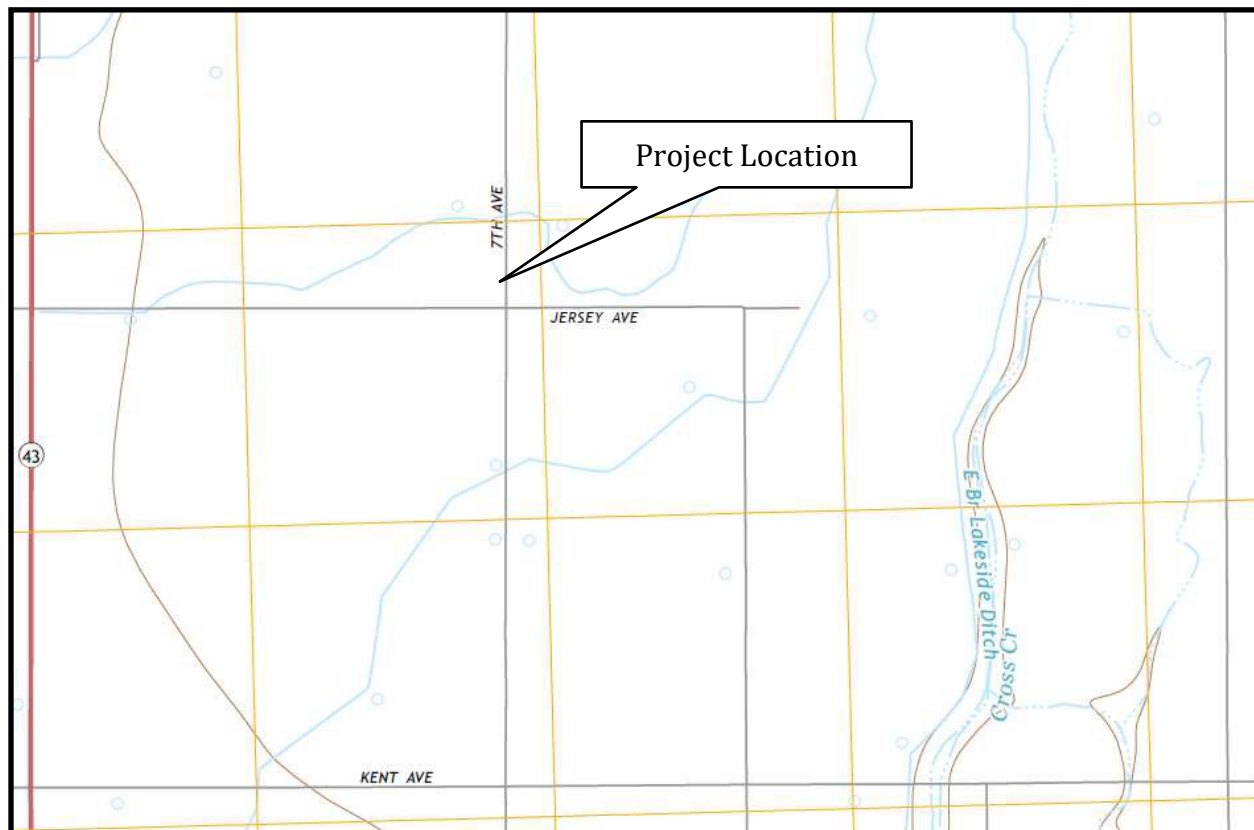 Project Location
7TH AVE
JERSEY AVE
43
E Br Lakeside Ditch
Cross Cr
KENT AVE